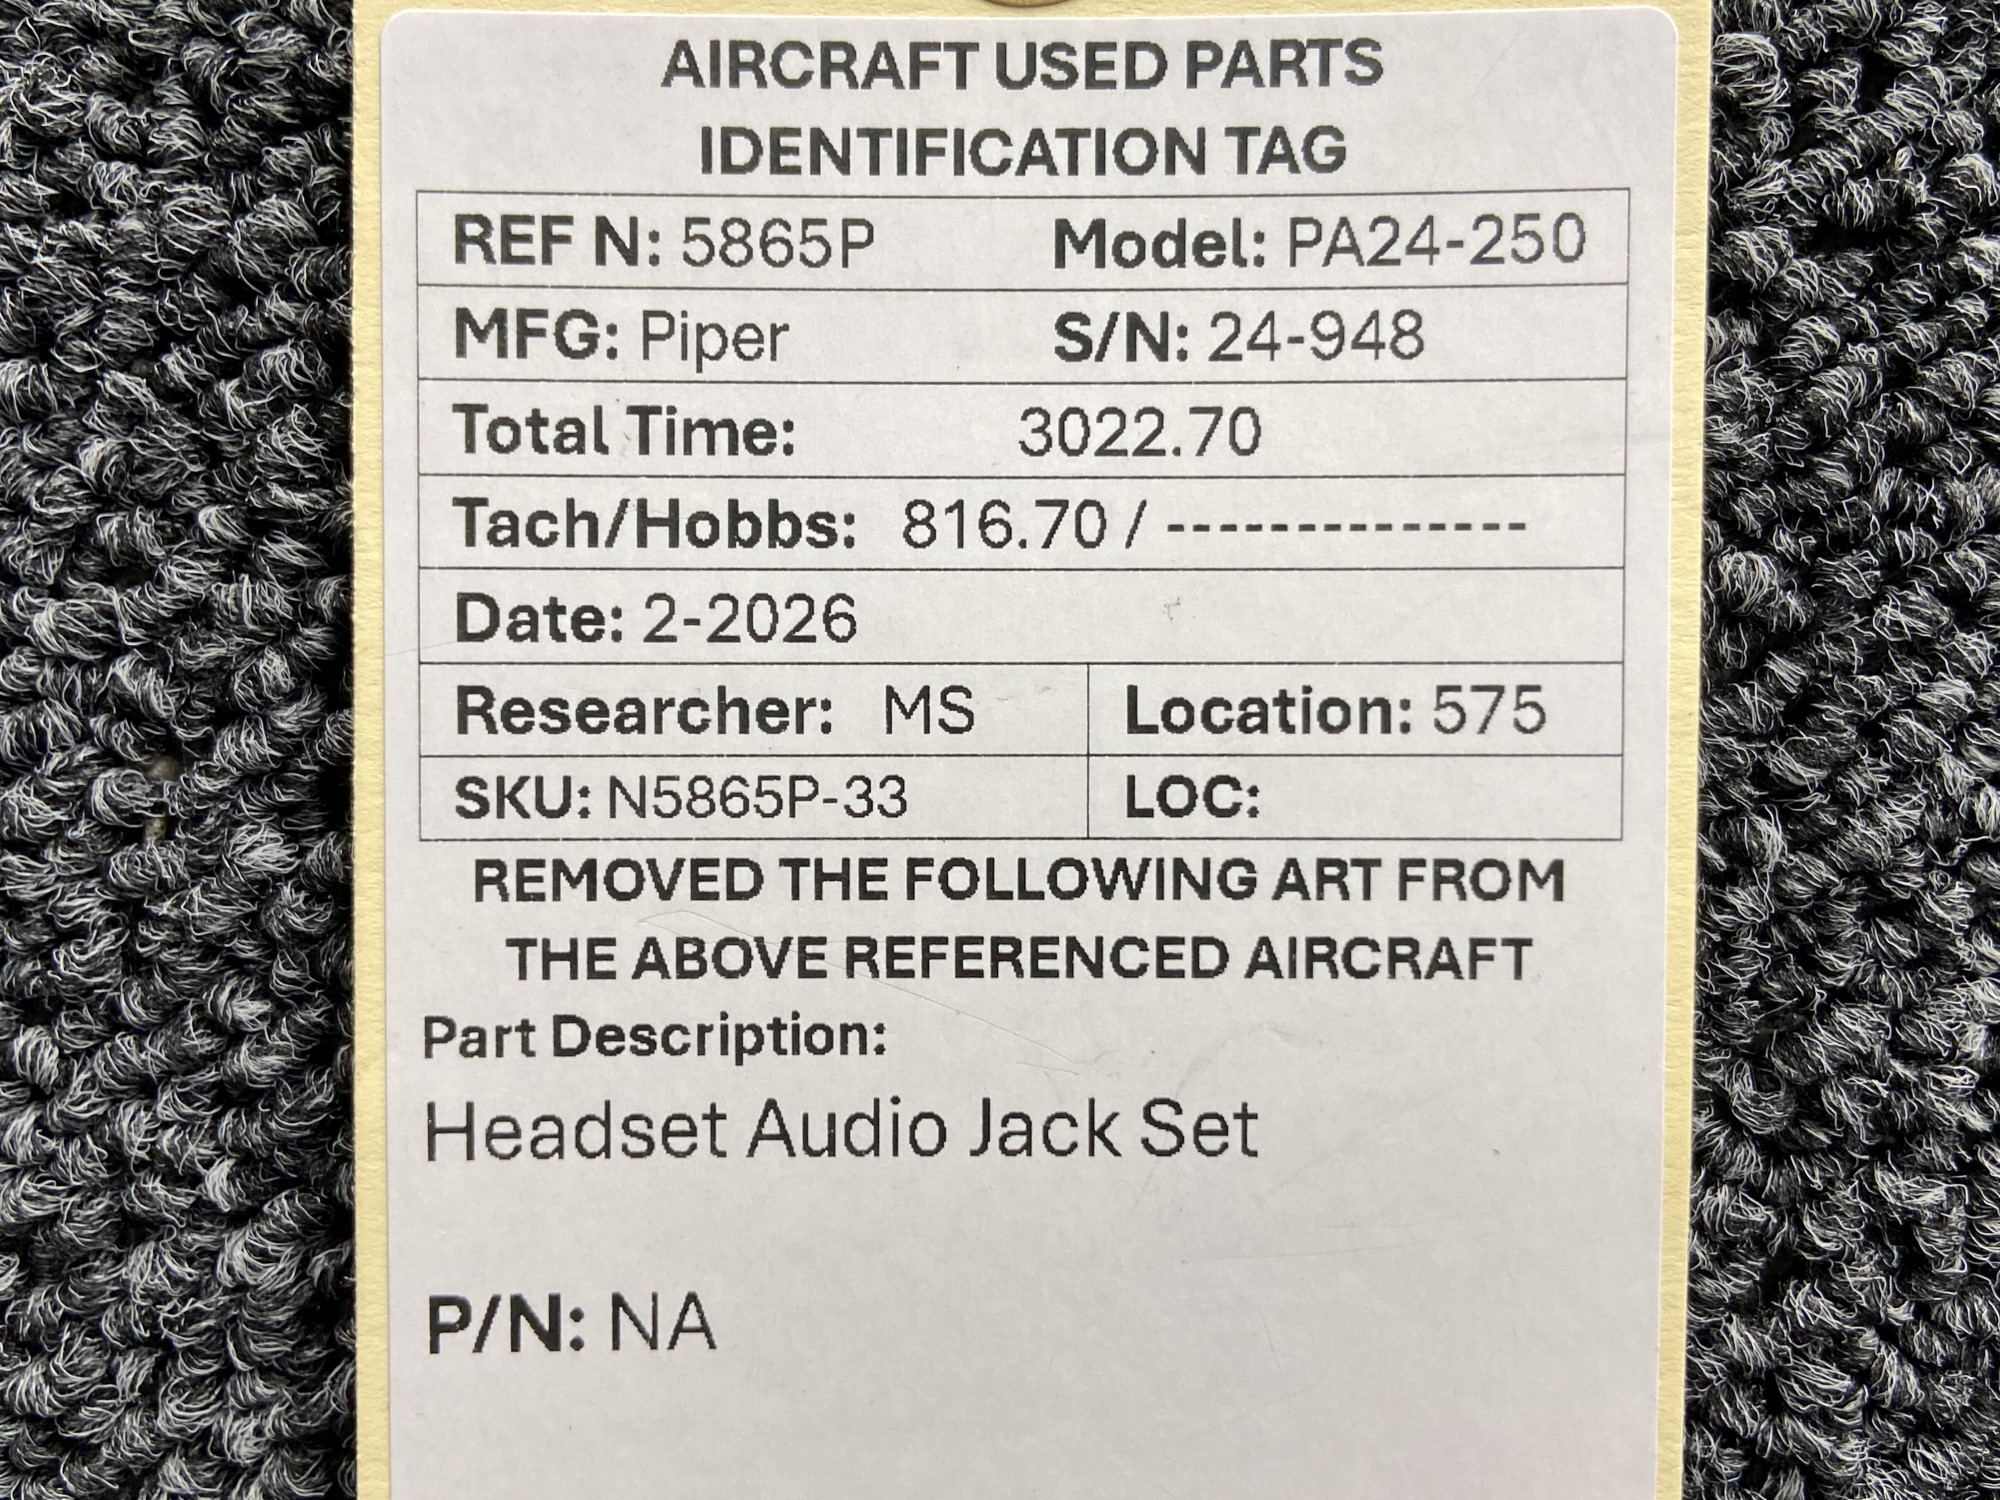 AIRCRAFT USED PARTS
IDENTIFICATION TAG
REF N: 5865P Model: PA24-250
MFG: Piper S/N: 24-948
Total Time: 3022.70
Tach/Hobbs: 816.70 / --------------
Date: 2-2026
Researcher: MS Location: 575
SKU: N5865P-33 LOC:
REMOVED THE FOLLOWING ART FROM
THE ABOVE REFERENCED AIRCRAFT
Part Description:
Headset Audio Jack Set
P/N: NA